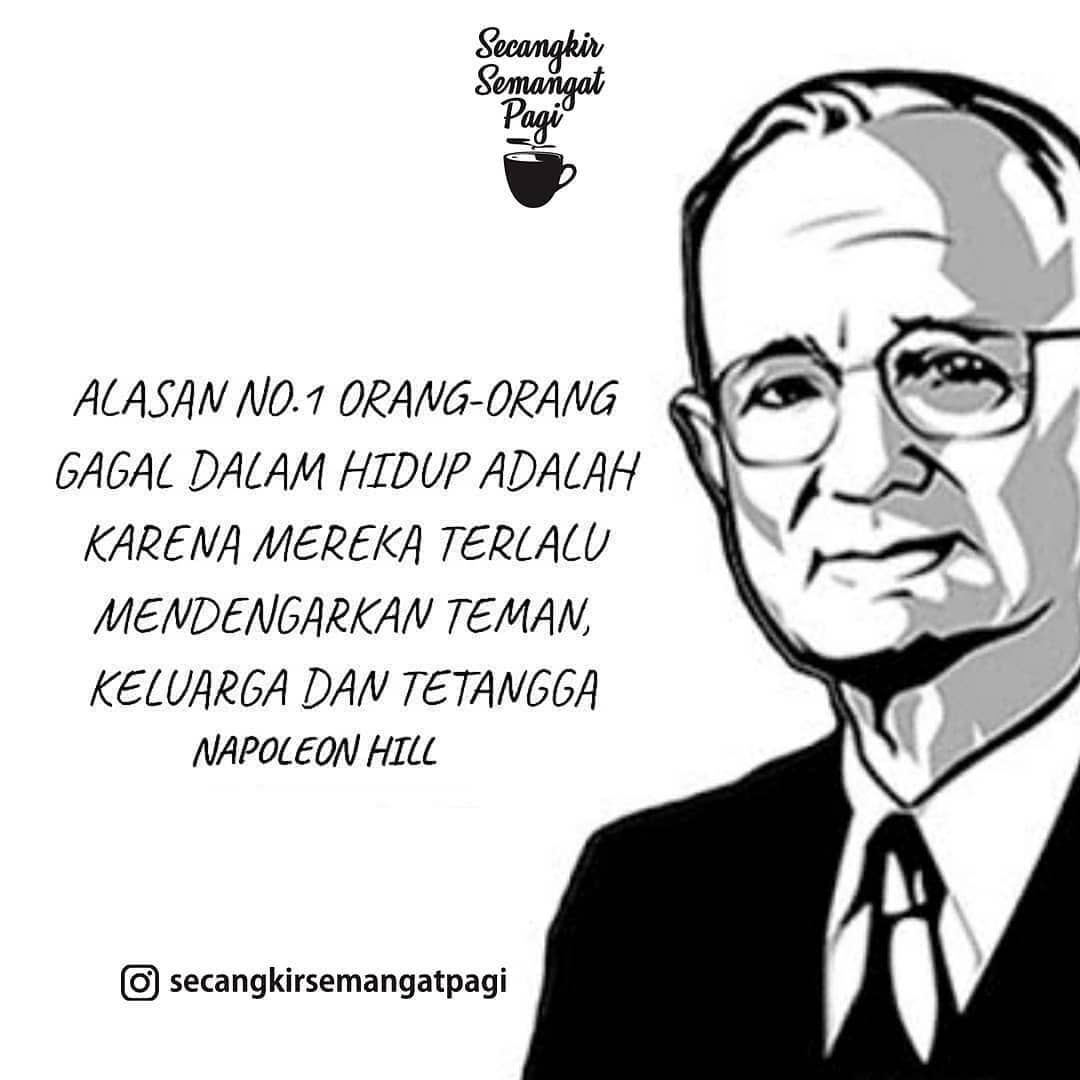 Secangkir
Semangat
Pagi
ALASAN NO.1 ORANG-ORANG
GAGAL DALAM HIDUP ADALAH
KARENA MEREKA TERLALU
MENDENGARKAN TEMAN,
KELUARGA DAN TETANGGA
NAPOLEON HILL
secangkirsemangatpagi